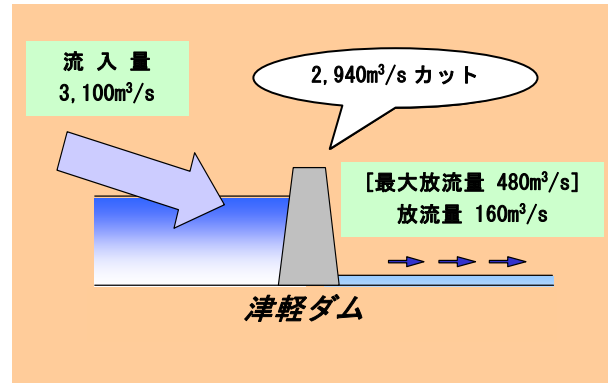 流 入 量
3,100m³/s
2,940m³/s カット
[最大放流量 480m³/s]
放流量 160m³/s
津軽ダム